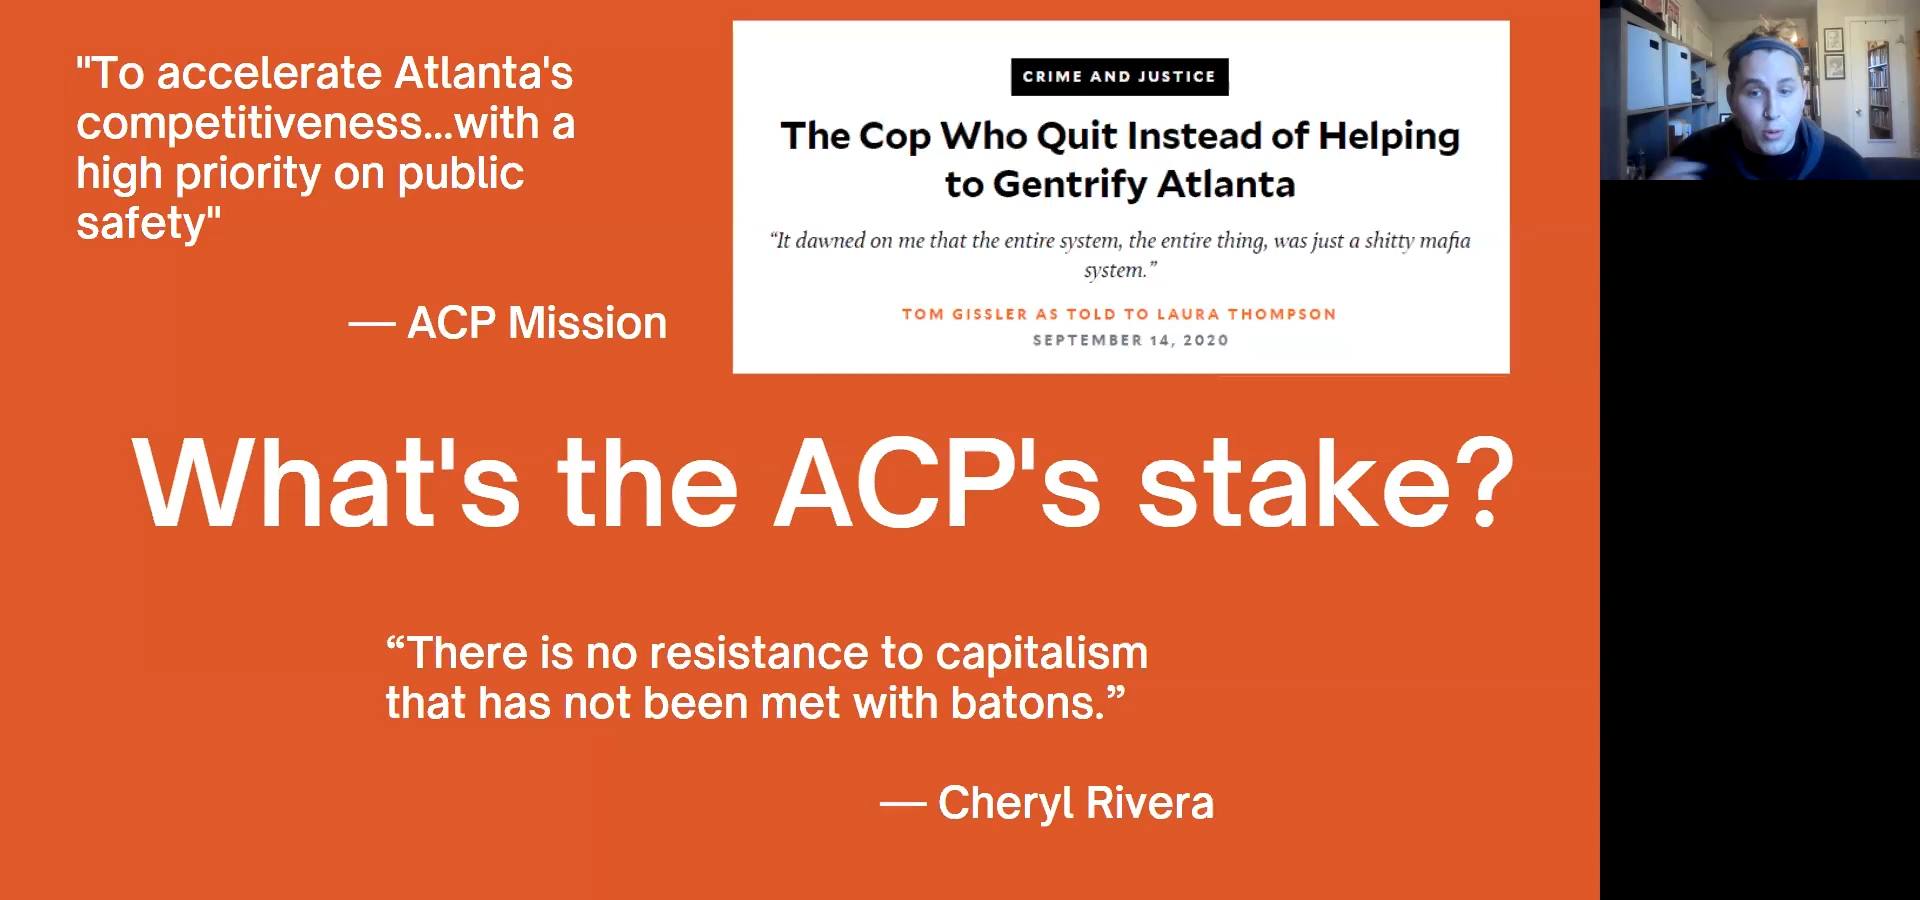 "To accelerate Atlanta's
competitiveness...with a
high priority on public
safety"
— ACP Mission
CRIME AND JUSTICE
The Cop Who Quit Instead of Helping
to Gentrify Atlanta
“It dawned on me that the entire system, the entire thing, was just a shitty mafia
system.”
TOM GISSLER AS TOLD TO LAURA THOMPSON
SEPTEMBER 14, 2020
What's the ACP's stake?
“There is no resistance to capitalism
that has not been met with batons.”
— Cheryl Rivera